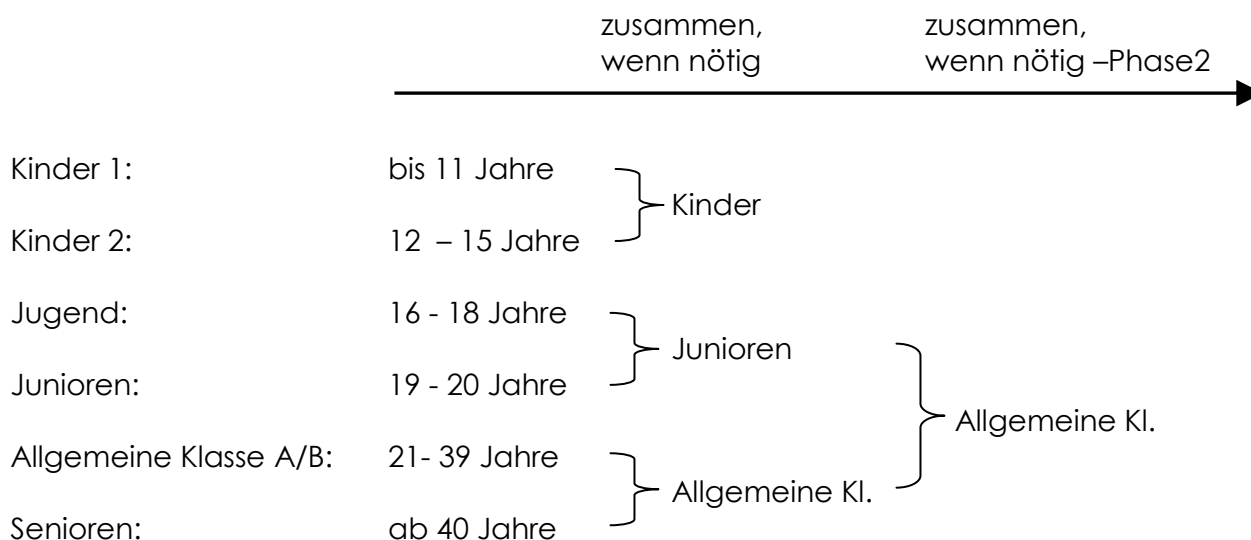 zusammen, zusammen,
wenn nötig wenn nötig –Phase2
Kinder 1: bis 11 Jahre
Kinder
Kinder 2: 12 – 15 Jahre
Jugend: 16 - 18 Jahre
Junioren
Junioren: 19 - 20 Jahre
Allgemeine Kl.
Allgemeine Klasse A/B: 21- 39 Jahre
Allgemeine Kl.
Senioren: ab 40 Jahre